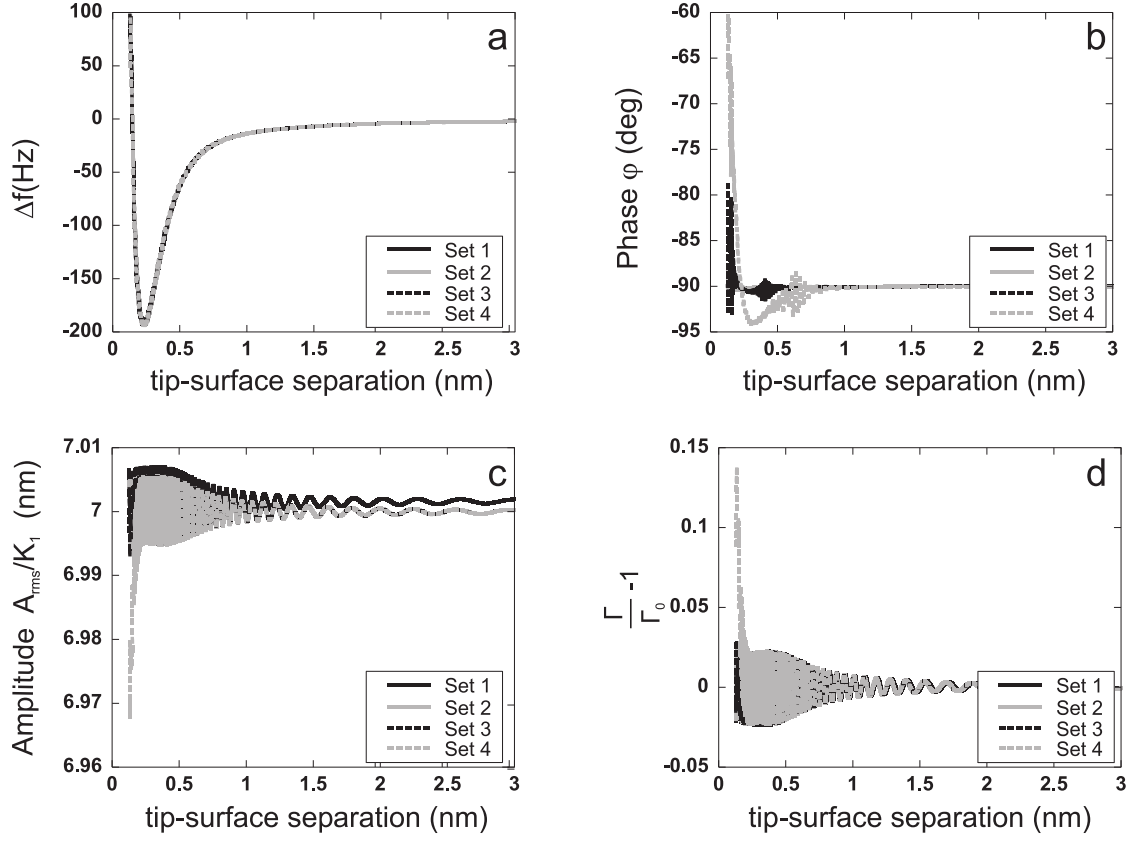 a
100
50
0
-50
-100
-150
-200
Δf(Hz)
0 0.5 1 1.5 2 2.5 3
tip-surface separation (nm)
Set 1
Set 2
Set 3
Set 4
b
-60
-65
-70
-75
-80
-85
-90
-95
Phase φ (deg)
0 0.5 1 1.5 2 2.5 3
tip-surface separation (nm)
Set 1
Set 2
Set 3
Set 4
c
7.01
7
6.99
6.98
6.97
6.96
Amplitude Arms/K1 (nm)
0 0.5 1 1.5 2 2.5 3
tip-surface separation (nm)
Set 1
Set 2
Set 3
Set 4
d
0.15
0.1
0.05
0
-0.05
Γ/Γ0 -1
0 0.5 1 1.5 2 2.5 3
tip-surface separation (nm)
Set 1
Set 2
Set 3
Set 4